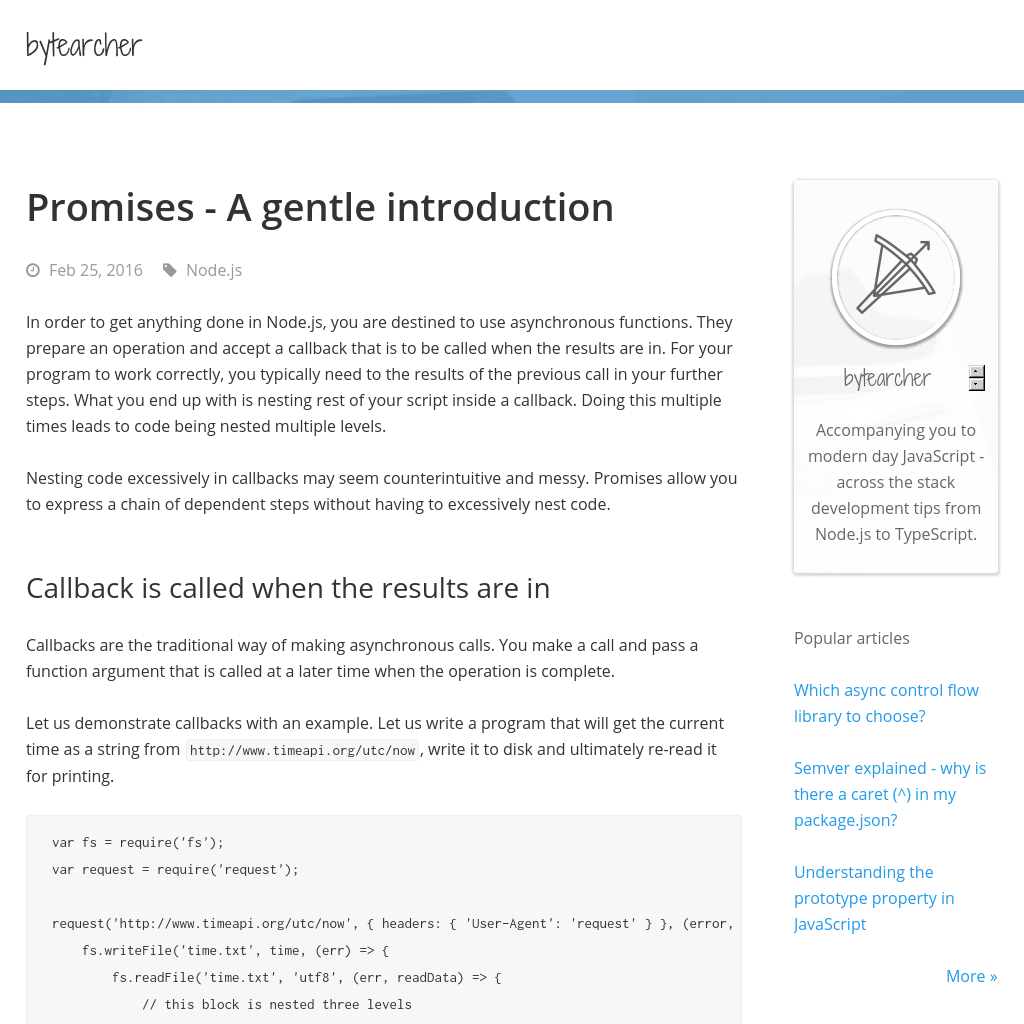 bytearcher
Promises - A gentle introduction
Feb 25, 2016 Node.js
In order to get anything done in Node.js, you are destined to use asynchronous functions. They
prepare an operation and accept a callback that is to be called when the results are in. For your
program to work correctly, you typically need to the results of the previous call in your further
steps. What you end up with is nesting rest of your script inside a callback. Doing this multiple
times leads to code being nested multiple levels.
Nesting code excessively in callbacks may seem counterintuitive and messy. Promises allow you
to express a chain of dependent steps without having to excessively nest code.
Callback is called when the results are in
Callbacks are the traditional way of making asynchronous calls. You make a call and pass a
function argument that is called at a later time when the operation is complete.
Let us demonstrate callbacks with an example. Let us write a program that will get the current
time as a string from http://www.timeapi.org/utc/now, write it to disk and ultimately re-read it
for printing.
var fs = require('fs');
var request = require('request');
request('http://www.timeapi.org/utc/now', { headers: { 'User-Agent': 'request' } }, (error,
    fs.writeFile('time.txt', time, (err) => {
        fs.readFile('time.txt', 'utf8', (err, readData) => {
            // this block is nested three levels
bytearcher
Accompanying you to
modern day JavaScript -
across the stack
development tips from
Node.js to TypeScript.
Popular articles
Which async control flow
library to choose?
Semver explained - why is
there a caret (^) in my
package.json?
Understanding the
prototype property in
JavaScript
More »